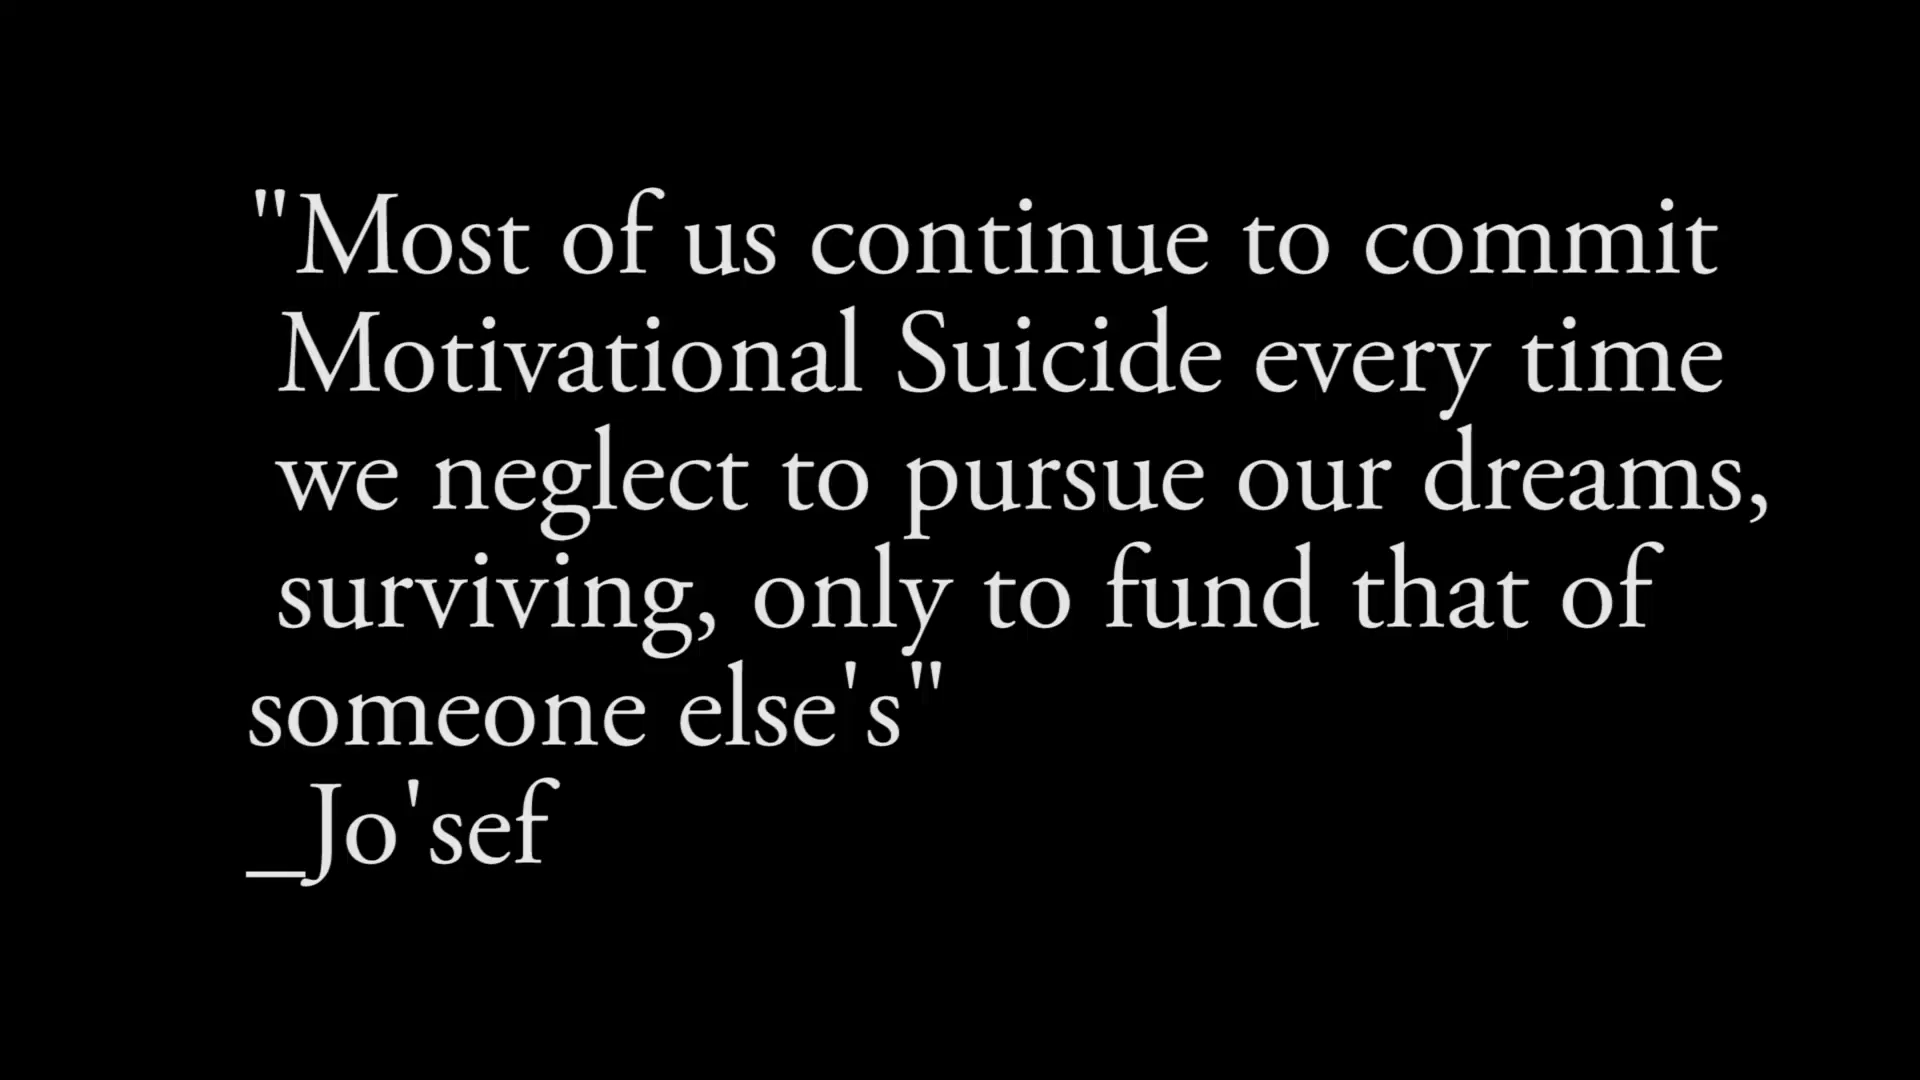 "Most of us continue to commit
Motivational Suicide every time
we neglect to pursue our dreams,
surviving, only to fund that of
someone else's"
_Jo'sef